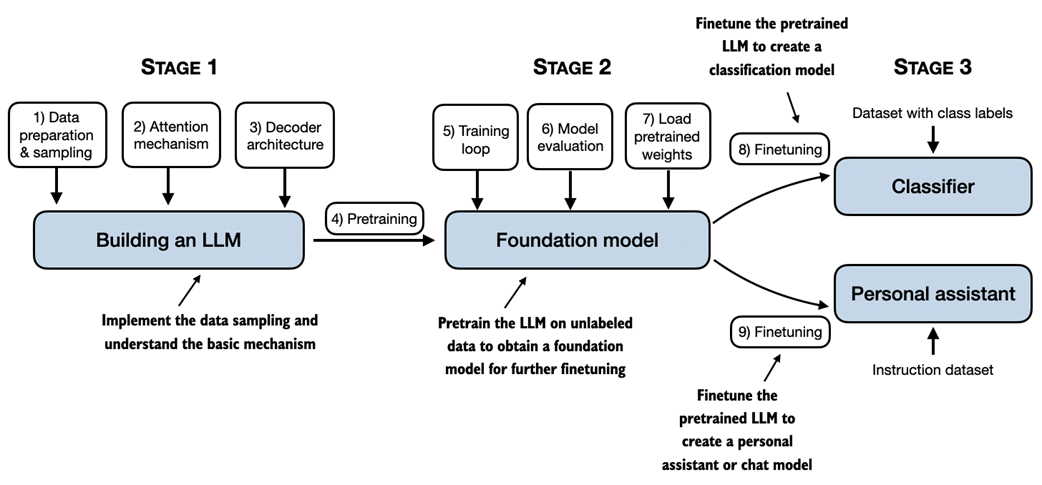 STAGE 1
1) Data
preparation
& sampling
2) Attention
mechanism
3) Decoder
architecture
Building an LLM
Implement the data sampling and
understand the basic mechanism
4) Pretraining
STAGE 2
5) Training
loop
6) Model
evaluation
7) Load
pretrained
weights
Foundation model
Pretrain the LLM on unlabeled
data to obtain a foundation
model for further finetuning
Finetune the pretrained
LLM to create a
classification model
8) Finetuning
STAGE 3
Dataset with class labels
Classifier
Personal assistant
9) Finetuning
Instruction dataset
Finetune the
pretrained LLM to
create a personal
assistant or chat model